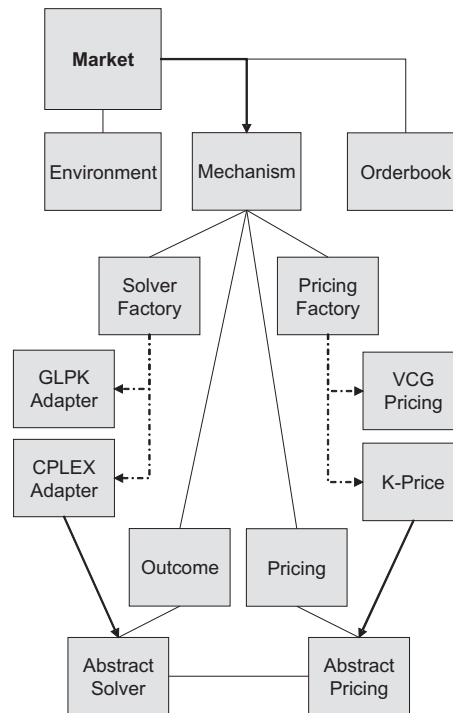 Market
Environment
Mechanism
Orderbook
Solver
Factory
Pricing
Factory
GLPK
Adapter
VCG
Pricing
CPLEX
Adapter
K-Price
Outcome
Pricing
Abstract
Solver
Abstract
Pricing